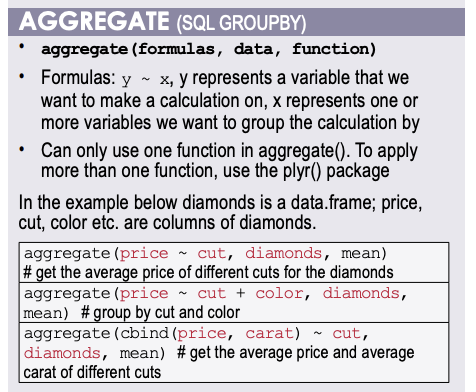 AGGREGATE (SQL GROUPBY)
• aggregate(formulas, data, function)
• Formulas: y ~ x, y represents a variable that we
want to make a calculation on, x represents one or
more variables we want to group the calculation by
• Can only use one function in aggregate(). To apply
more than one function, use the plyr() package
In the example below diamonds is a data.frame; price,
cut, color etc. are columns of diamonds.
aggregate(price ~ cut, diamonds, mean)
# get the average price of different cuts for the diamonds
aggregate(price ~ cut + color, diamonds,
mean) # group by cut and color
aggregate(cbind(price, carat) ~ cut,
diamonds, mean) # get the average price and average
carat of different cuts